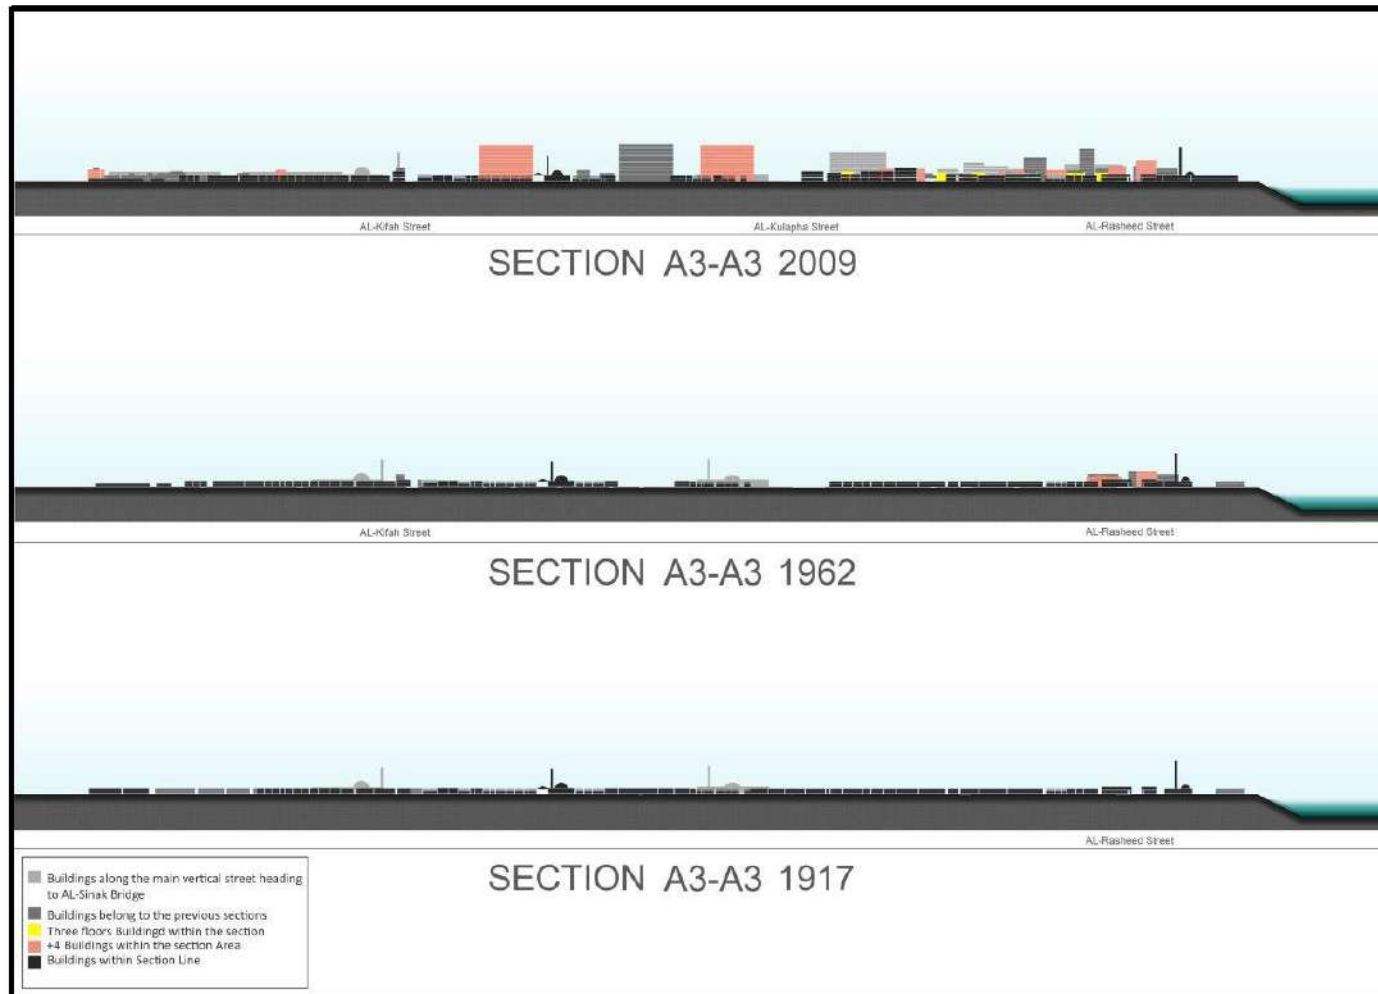 AL-Kifah Street AL-Kulapha Street AL-Rasheed Street
SECTION A3-A3 2009
AL-Kifah Street AL-Rasheed Street
SECTION A3-A3 1962
AL-Rasheed Street
SECTION A3-A3 1917
Buildings along the main vertical street heading
to AL-Sinak Bridge
Buildings belong to the previous sections
Three floors Buildingd within the section
+4 Buildings within the section Area
Buildings within Section Line